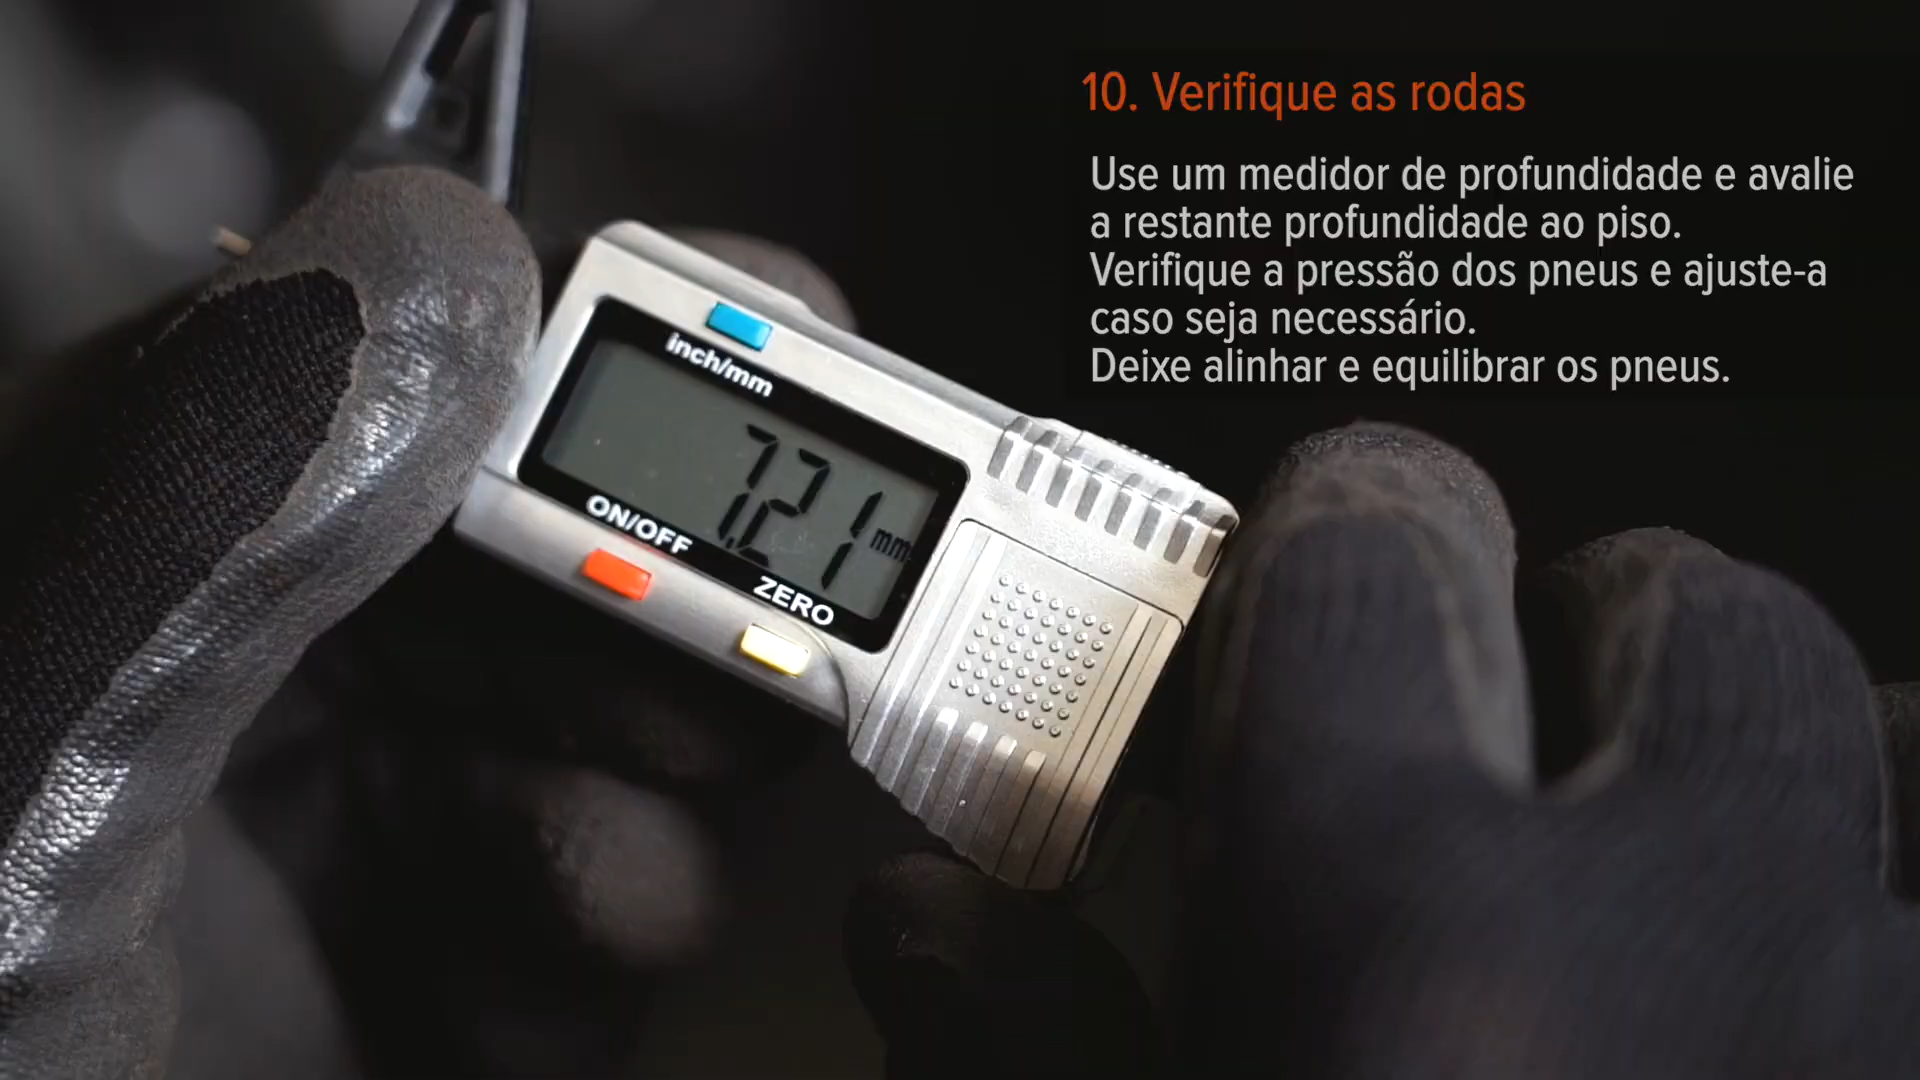 10. Verifique as rodas
Use um medidor de profundidade e avalie
a restante profundidade ao piso.
Verifique a pressão dos pneus e ajuste-a
caso seja necessário.
Deixe alinhar e equilibrar os pneus.
inch/mm
7.21 mm
ON/OFF
ZERO